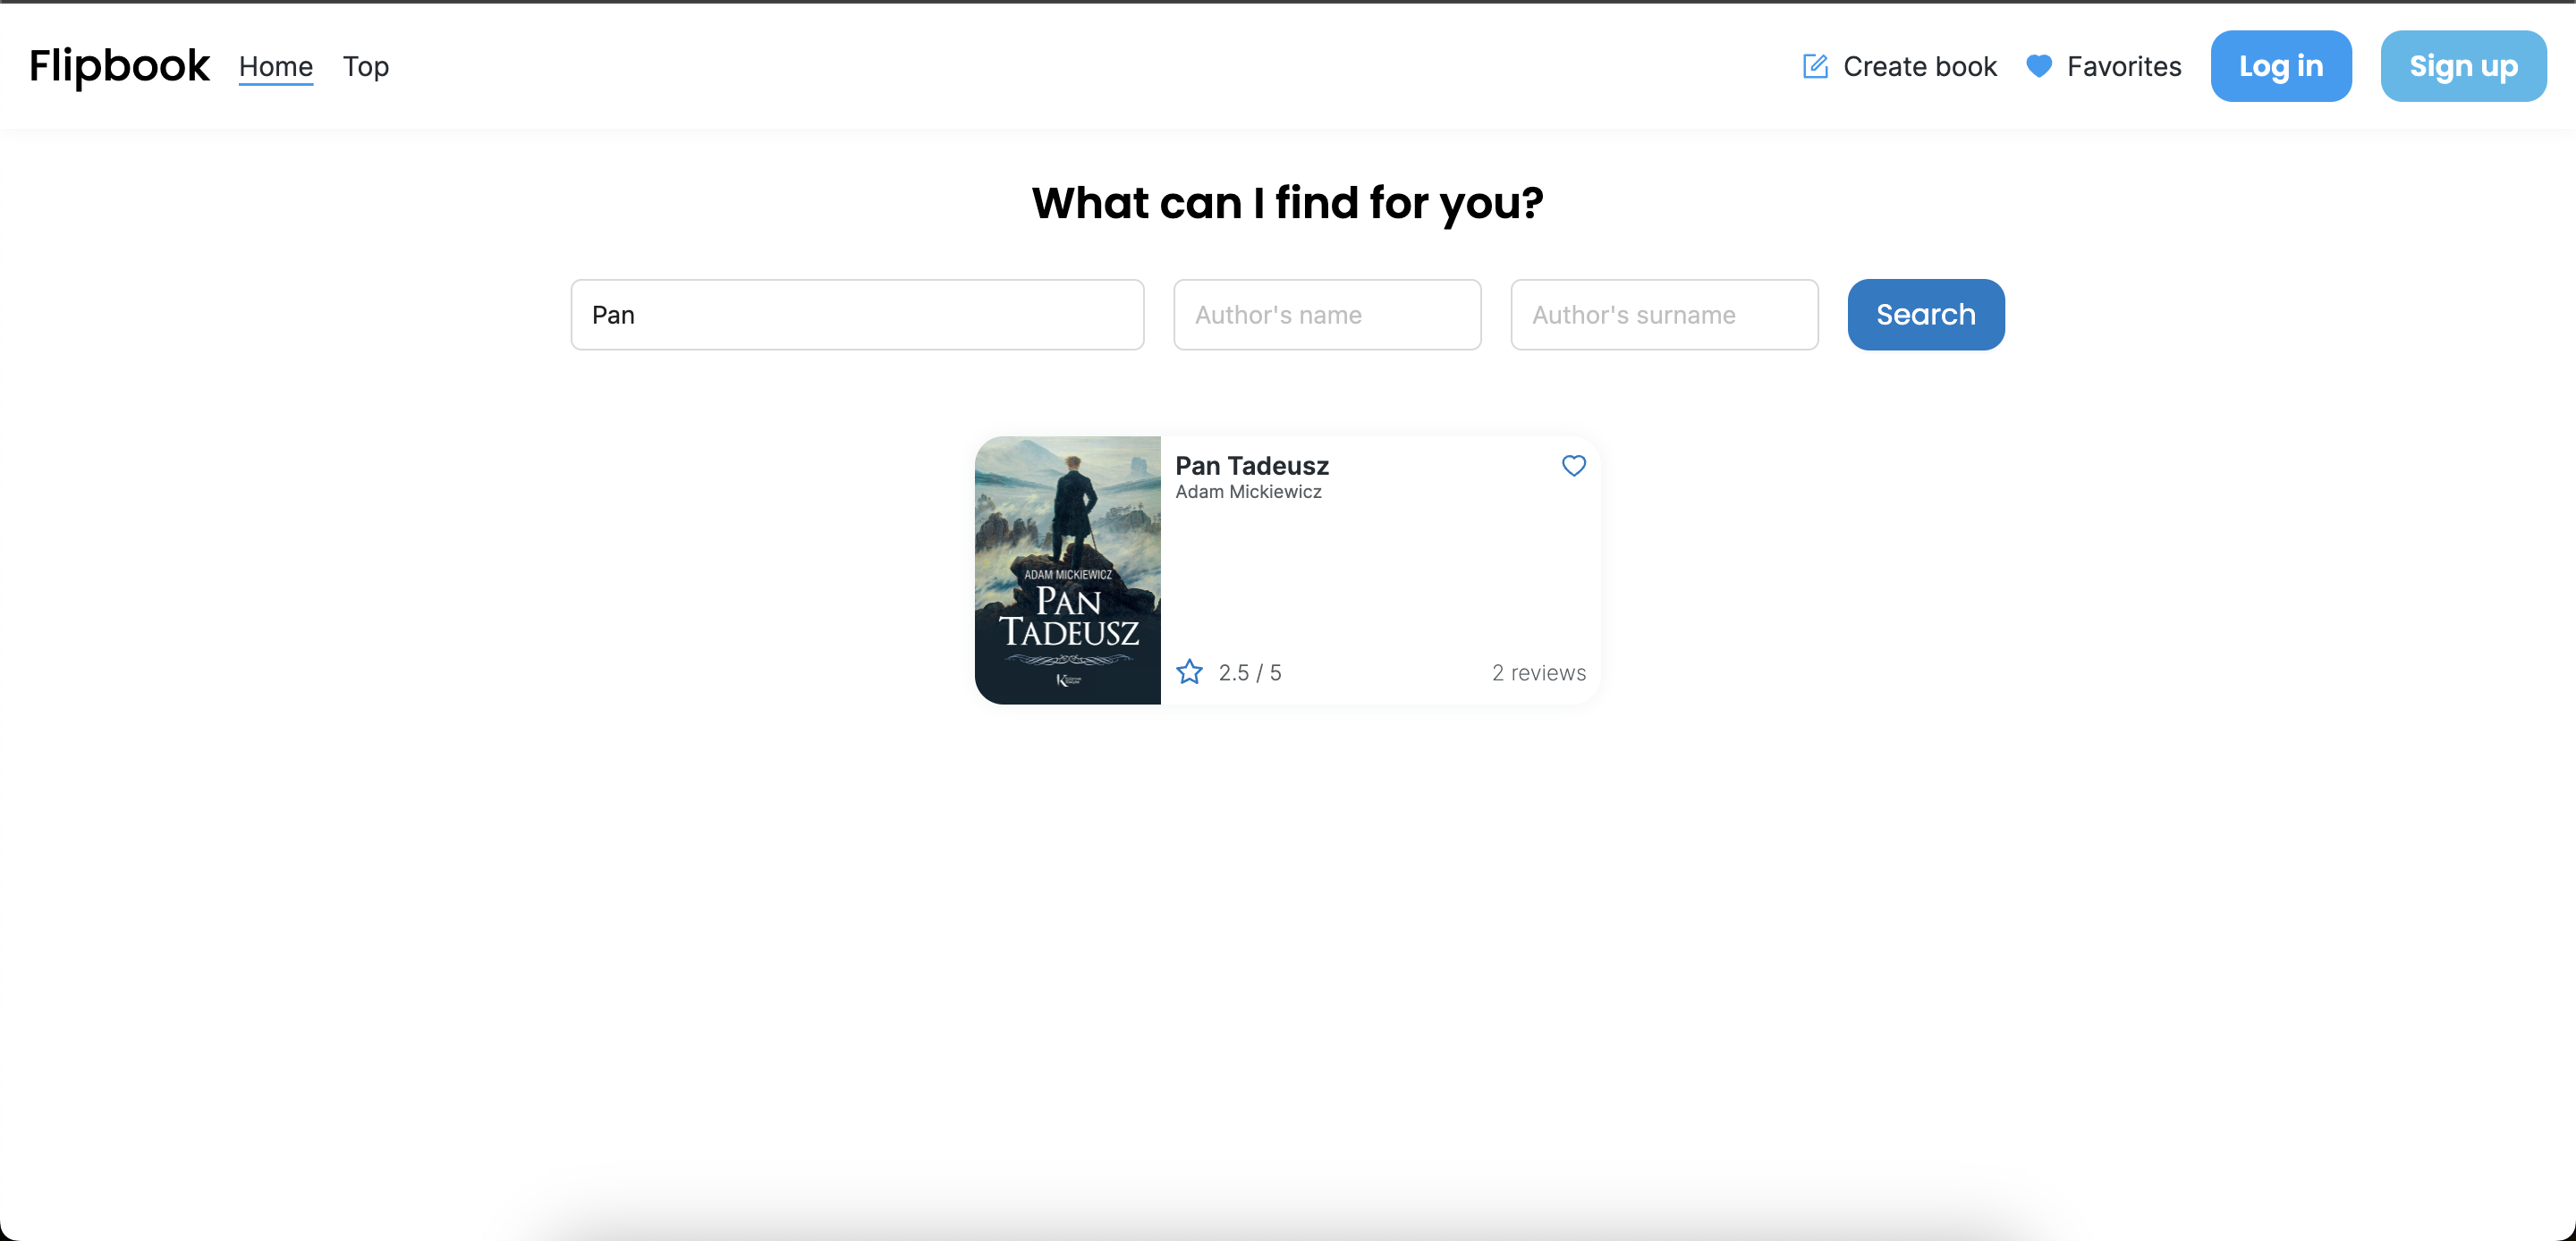 Flipbook Home Top Create book Favorites Log in Sign up
What can I find for you?
Pan Author's name Author's surname Search
Pan Tadeusz
Adam Mickiewicz
ADAM MICKIEWICZ
PAN
TADEUSZ
2.5 / 5 2 reviews